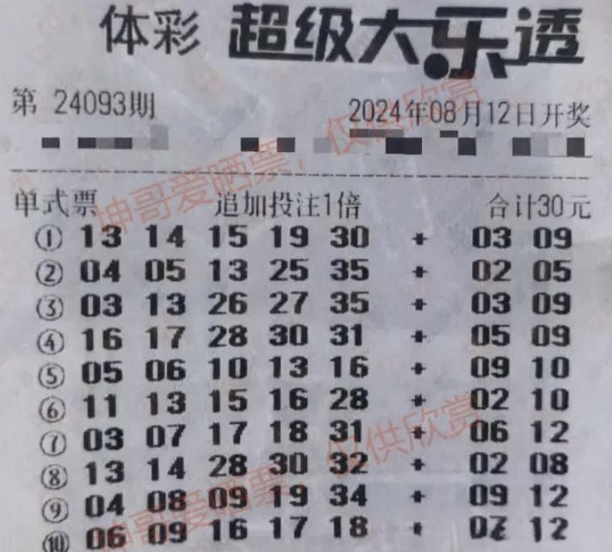 体彩 超级大乐透
第 24093期 2024年08月12日开奖
单式票 追加投注1倍 合计30元
① 13 14 15 19 30 + 03 09
② 04 05 13 25 35 + 02 05
③ 03 13 26 27 35 + 03 09
④ 16 17 28 30 31 + 05 09
⑤ 05 06 10 13 16 + 09 10
⑥ 11 13 15 16 28 + 02 10
⑦ 03 07 17 18 31 + 06 12
⑧ 13 14 28 30 32 + 02 08
⑨ 04 08 09 19 34 + 09 12
⑩ 06 09 16 17 18 + 02 12
坤哥爱晒票，仅供欣赏
坤哥爱晒票，仅供欣赏